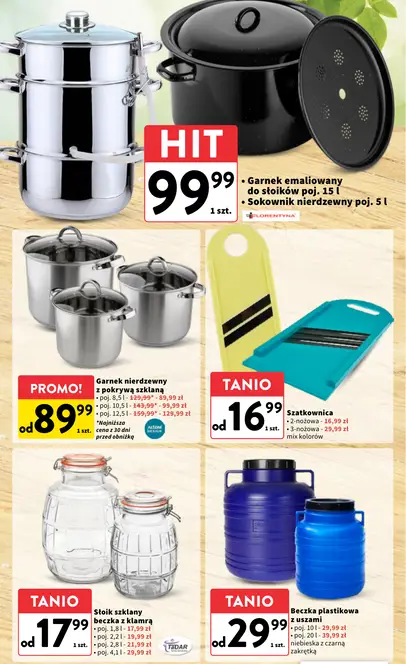 HIT
99 99
1 szt.
• Garnek emaliowany
do słoików poj. 15 l
• Sokownik nierdzewny poj. 5 l
FLORENTYNA
PROMO!
od 89 99
1 szt.
Garnek nierdzewny
z pokrywą szklaną
• poj. 8,5 l - 129,99* - 89,99 zł
• poj. 10,5 l - 143,99* - 99,99 zł
• poj. 12,5 l - 159,99* - 129,99 zł
*Najniższa
cena z 30 dni
przed obniżką
TANIO
od 16 99
1 szt.
Szatkownica
• 2-nożowa - 16,99 zł
• 3-nożowa - 29,99 zł
mix kolorów
TANIO
od 17 99
1 szt.
Słoik szklany
beczka z klamrą
• poj. 1,8 l - 17,99 zł
• poj. 2,2 l - 19,99 zł
• poj. 2,8 l - 21,99 zł
• poj. 4,1 l - 29,99 zł
TADAR
TANIO
od 29 99
1 szt.
Beczka plastikowa
z uszami
• poj. 10 l - 29,99 zł
• poj. 20 l - 39,99 zł
niebieska z czarną
zakrętką